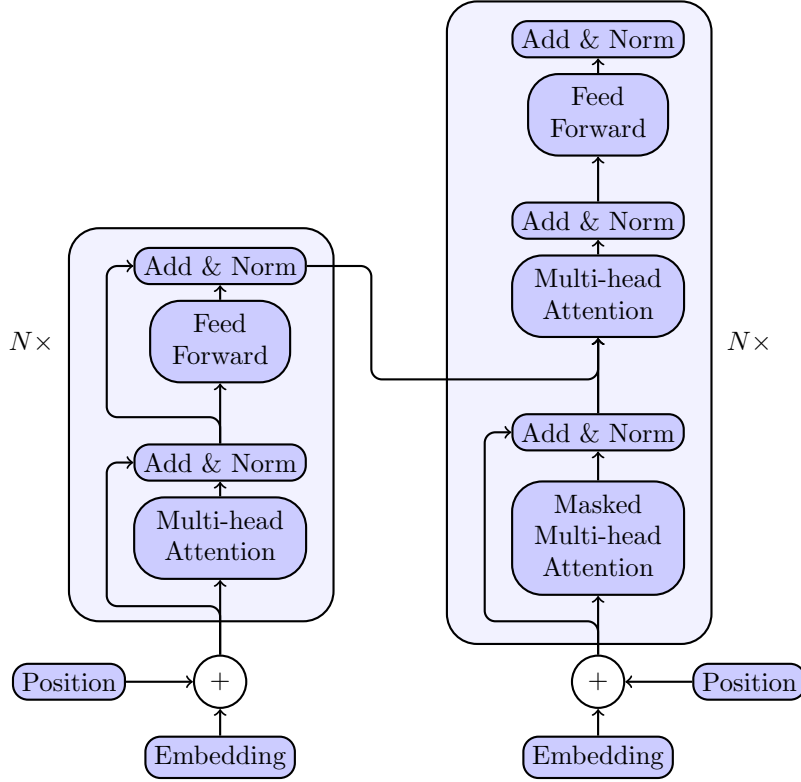 Add & Norm
Feed
Forward
N×
Add & Norm
Multi-head
Attention
Position
+
Embedding
Add & Norm
Feed
Forward
Add & Norm
Multi-head
Attention
N×
Add & Norm
Masked
Multi-head
Attention
+
Position
Embedding